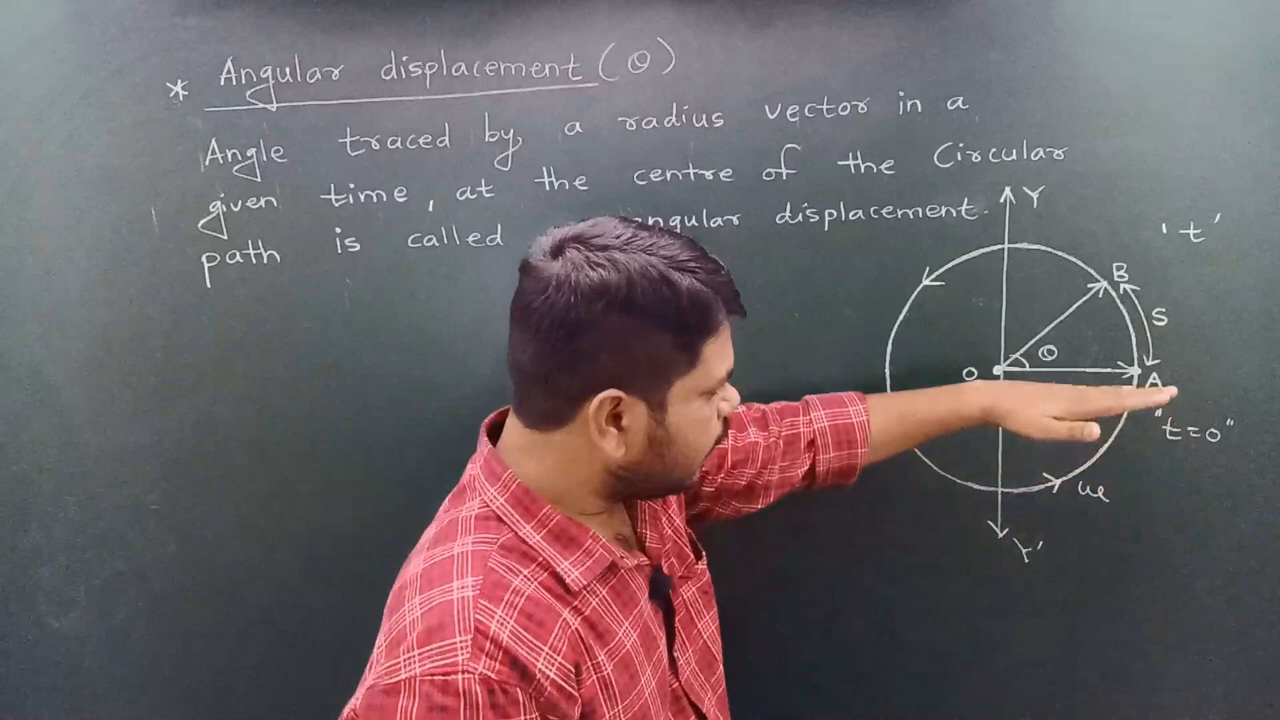 * Angular displacement (θ)
Angle traced by a radius vector in a
given time, at the centre of the Circular
path is called angular displacement.
Y
't'
B
S
θ
O
A
"t=0"
Y'